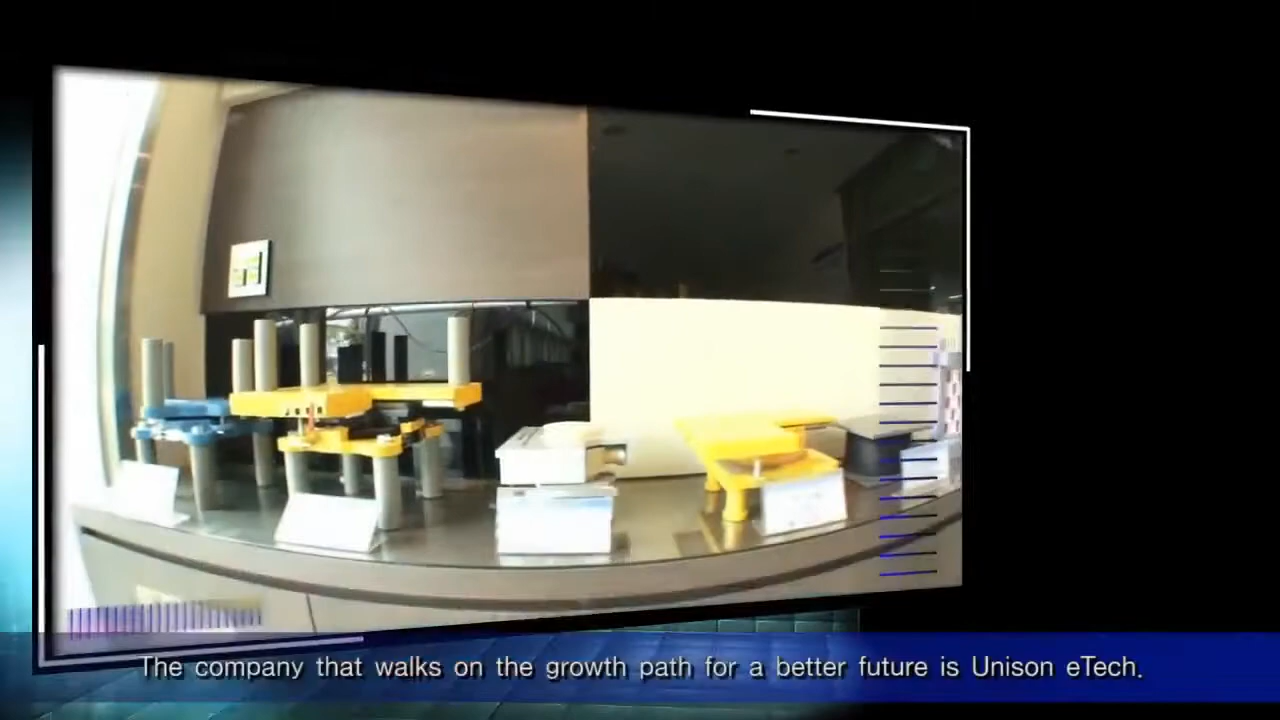 The company that walks on the growth path for a better future is Unison eTech.